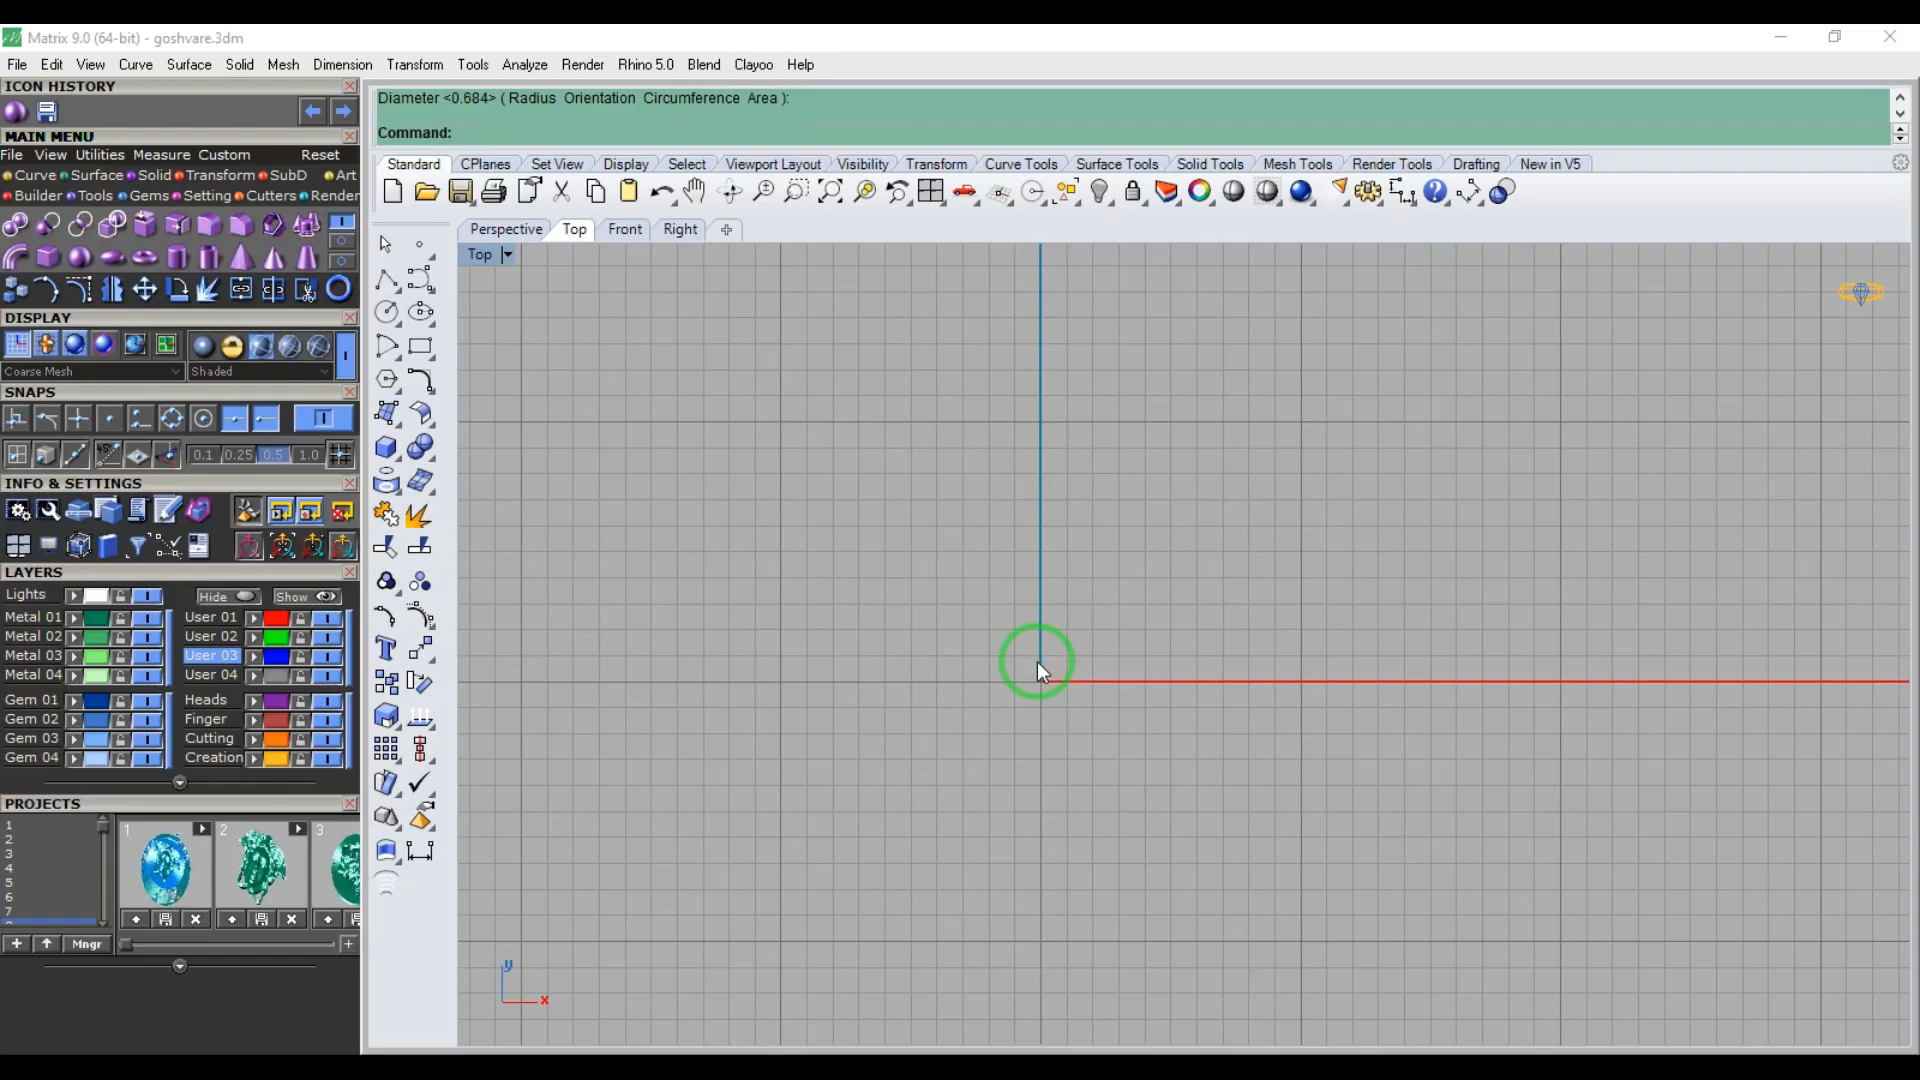 Matrix 9.0 (64-bit) - goshvare.3dm
File Edit View Curve Surface Solid Mesh Dimension Transform Tools Analyze Render Rhino 5.0 Blend Clayoo Help
ICON HISTORY
MAIN MENU
File View Utilities Measure Custom Reset
Curve Surface Solid Transform SubD Art
Builder Tools Gems Setting Cutters Render
DISPLAY
Coarse Mesh Shaded
SNAPS
0.1 0.25 0.5 1.0
INFO & SETTINGS
LAYERS
Lights Hide Show
Metal 01 User 01
Metal 02 User 02
Metal 03 User 03
Metal 04 User 04
Gem 01 Heads
Gem 02 Finger
Gem 03 Cutting
Gem 04 Creation
PROJECTS
1
2
3
4
5
6
7
1 2 3
Mngr
Diameter <0.684> ( Radius Orientation Circumference Area ):
Command:
Standard CPlanes Set View Display Select Viewport Layout Visibility Transform Curve Tools Surface Tools Solid Tools Mesh Tools Render Tools Drafting New in V5
Perspective Top Front Right
Top
y
x